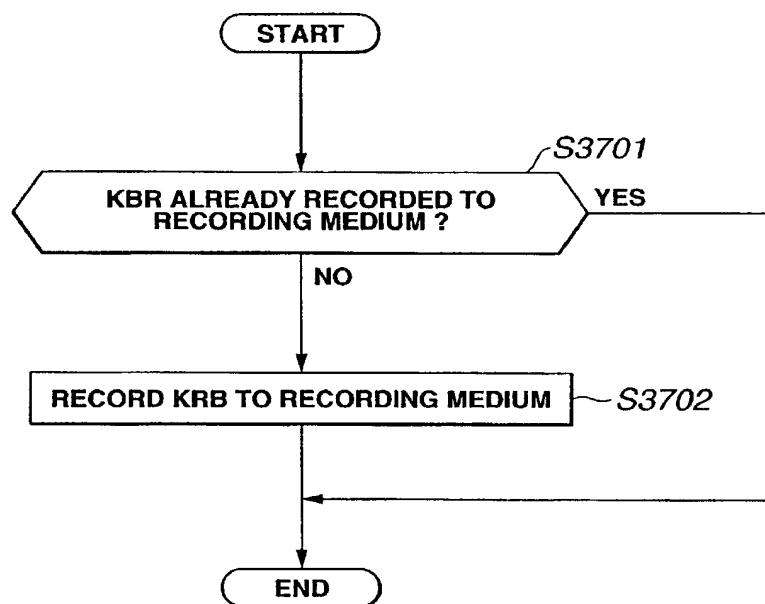 START
S3701
KBR ALREADY RECORDED TO
RECORDING MEDIUM ?
YES
NO
RECORD KRB TO RECORDING MEDIUM
S3702
END